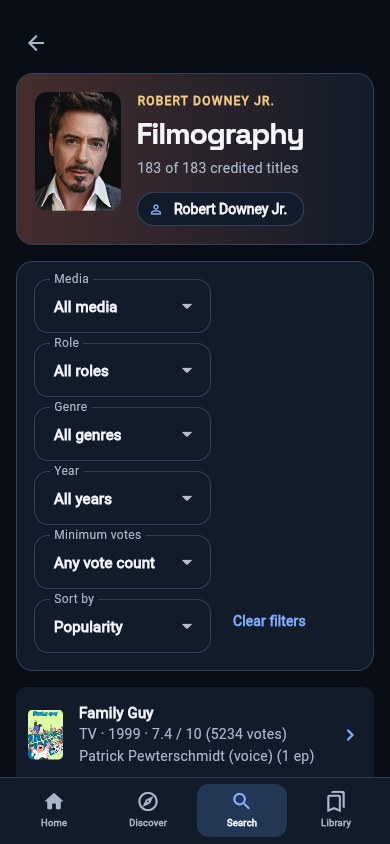 ROBERT DOWNEY JR.
Filmography
183 of 183 credited titles
Robert Downey Jr.
Media
All media
Role
All roles
Genre
All genres
Year
All years
Minimum votes
Any vote count
Sort by
Popularity
Clear filters
Family Guy
TV · 1999 · 7.4 / 10 (5234 votes)
Patrick Pewterschmidt (voice) (1 ep)
Home
Discover
Search
Library